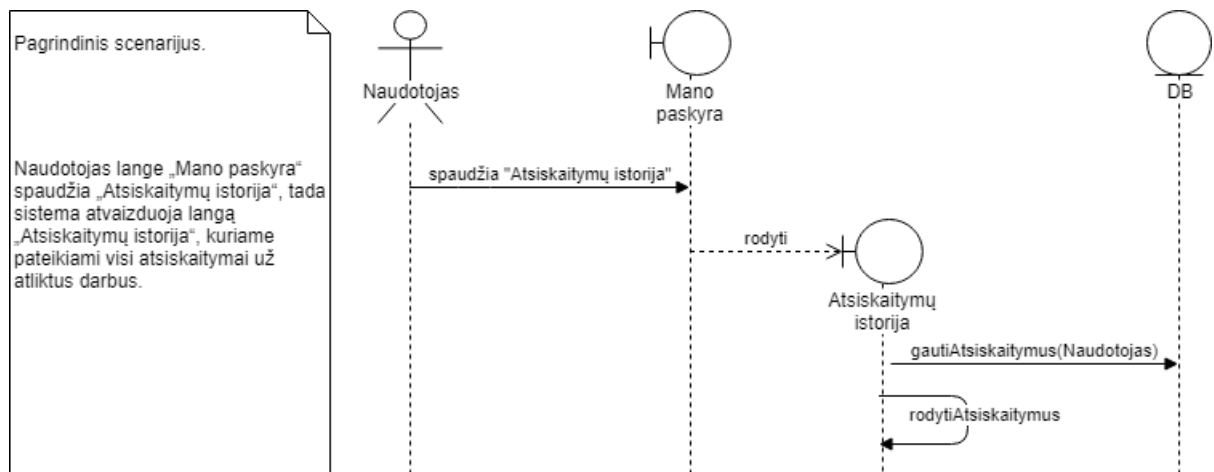 Pagrindinis scenarijus.
Naudotojas lange „Mano paskyra“
spaudžia „Atsiskaitymų istorija“, tada
sistema atvaizduoja langą
„Atsiskaitymų istorija“, kuriame
pateikiami visi atsiskaitymai už
atliktus darbus.
Naudotojas
Mano
paskyra
DB
spaudžia "Atsiskaitymų istorija"
rodyti
Atsiskaitymų
istorija
gautiAtsiskaitymus(Naudotojas)
rodytiAtsiskaitymus